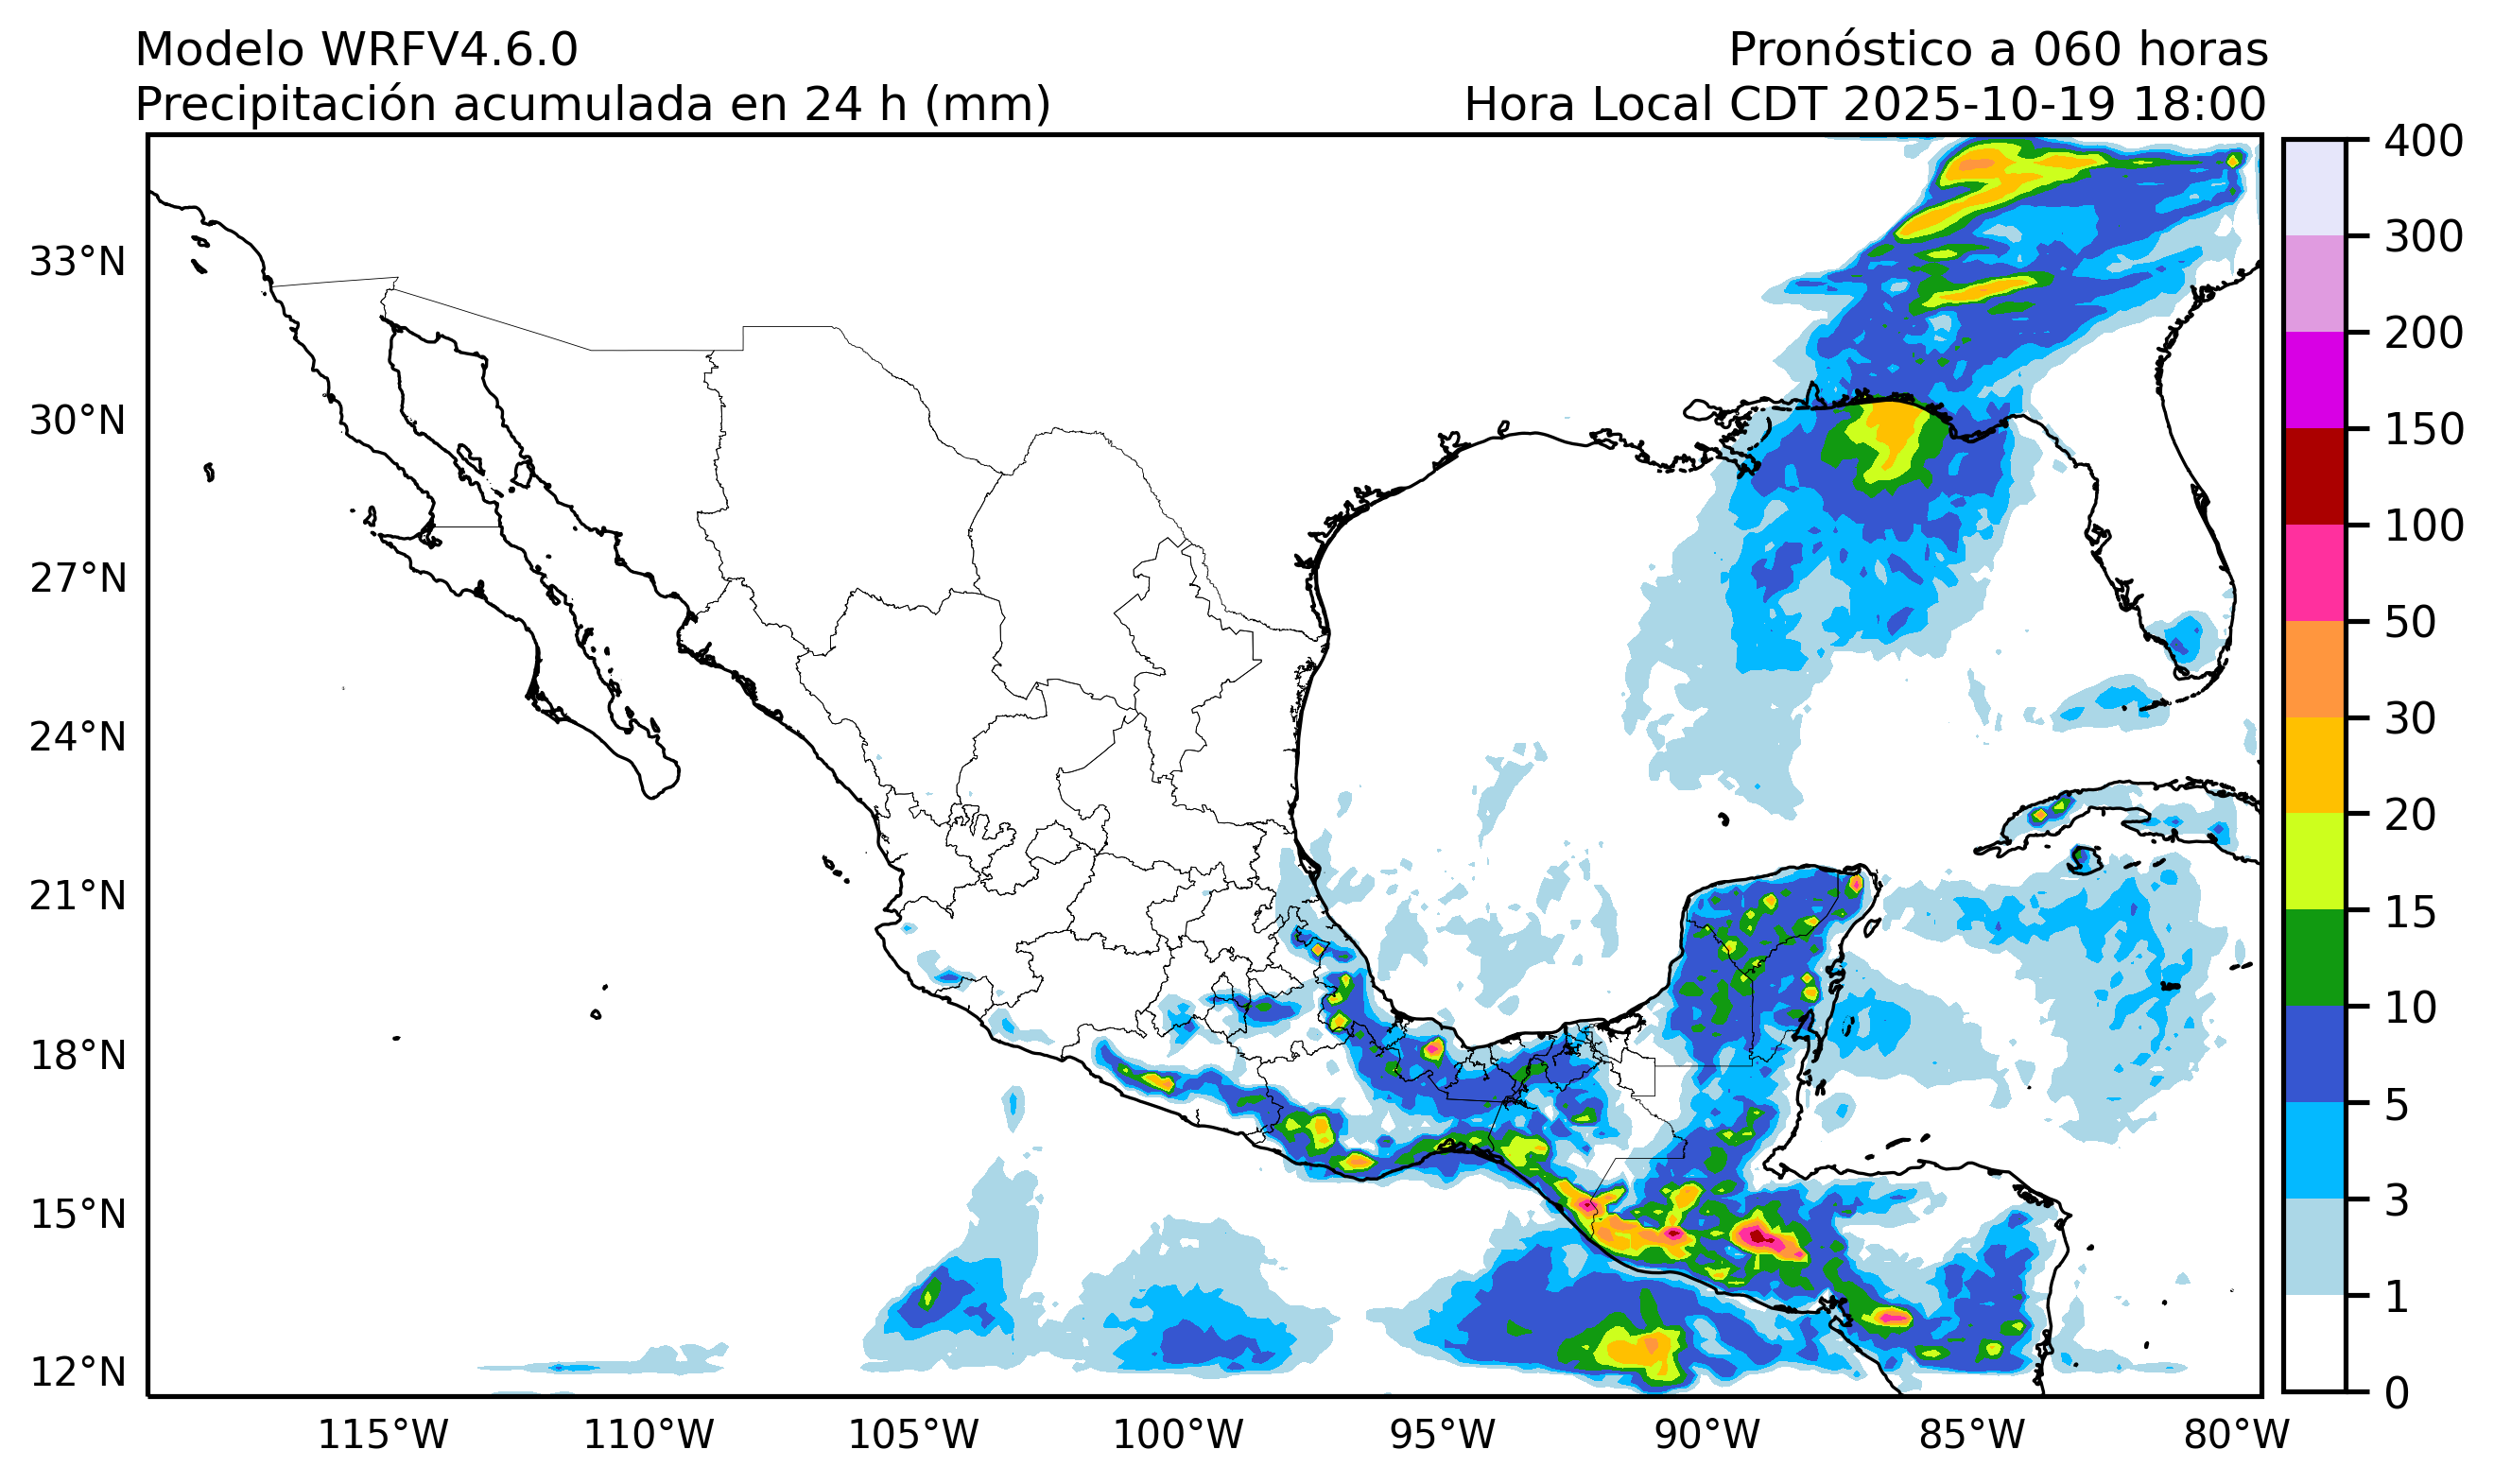 Modelo WRFV4.6.0
Pronóstico a 060 horas
Precipitación acumulada en 24 h (mm)
Hora Local CDT 2025-10-19 18:00
33°N
30°N
27°N
24°N
21°N
18°N
15°N
12°N
115°W
110°W
105°W
100°W
95°W
90°W
85°W
80°W
400
300
200
150
100
50
30
20
15
10
5
3
1
0